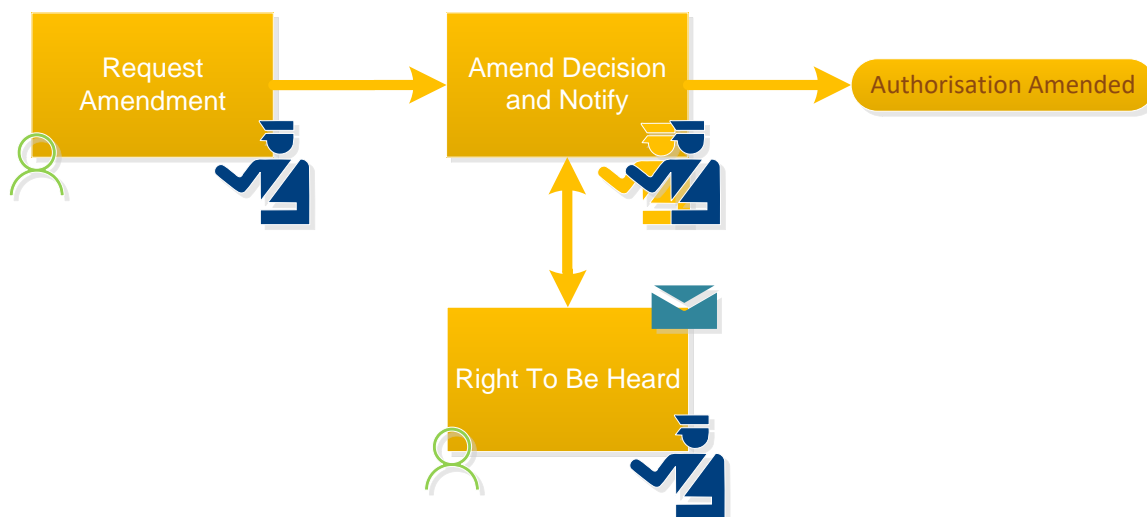 Request
Amendment
Amend Decision
and Notify
Authorisation Amended
Right To Be Heard